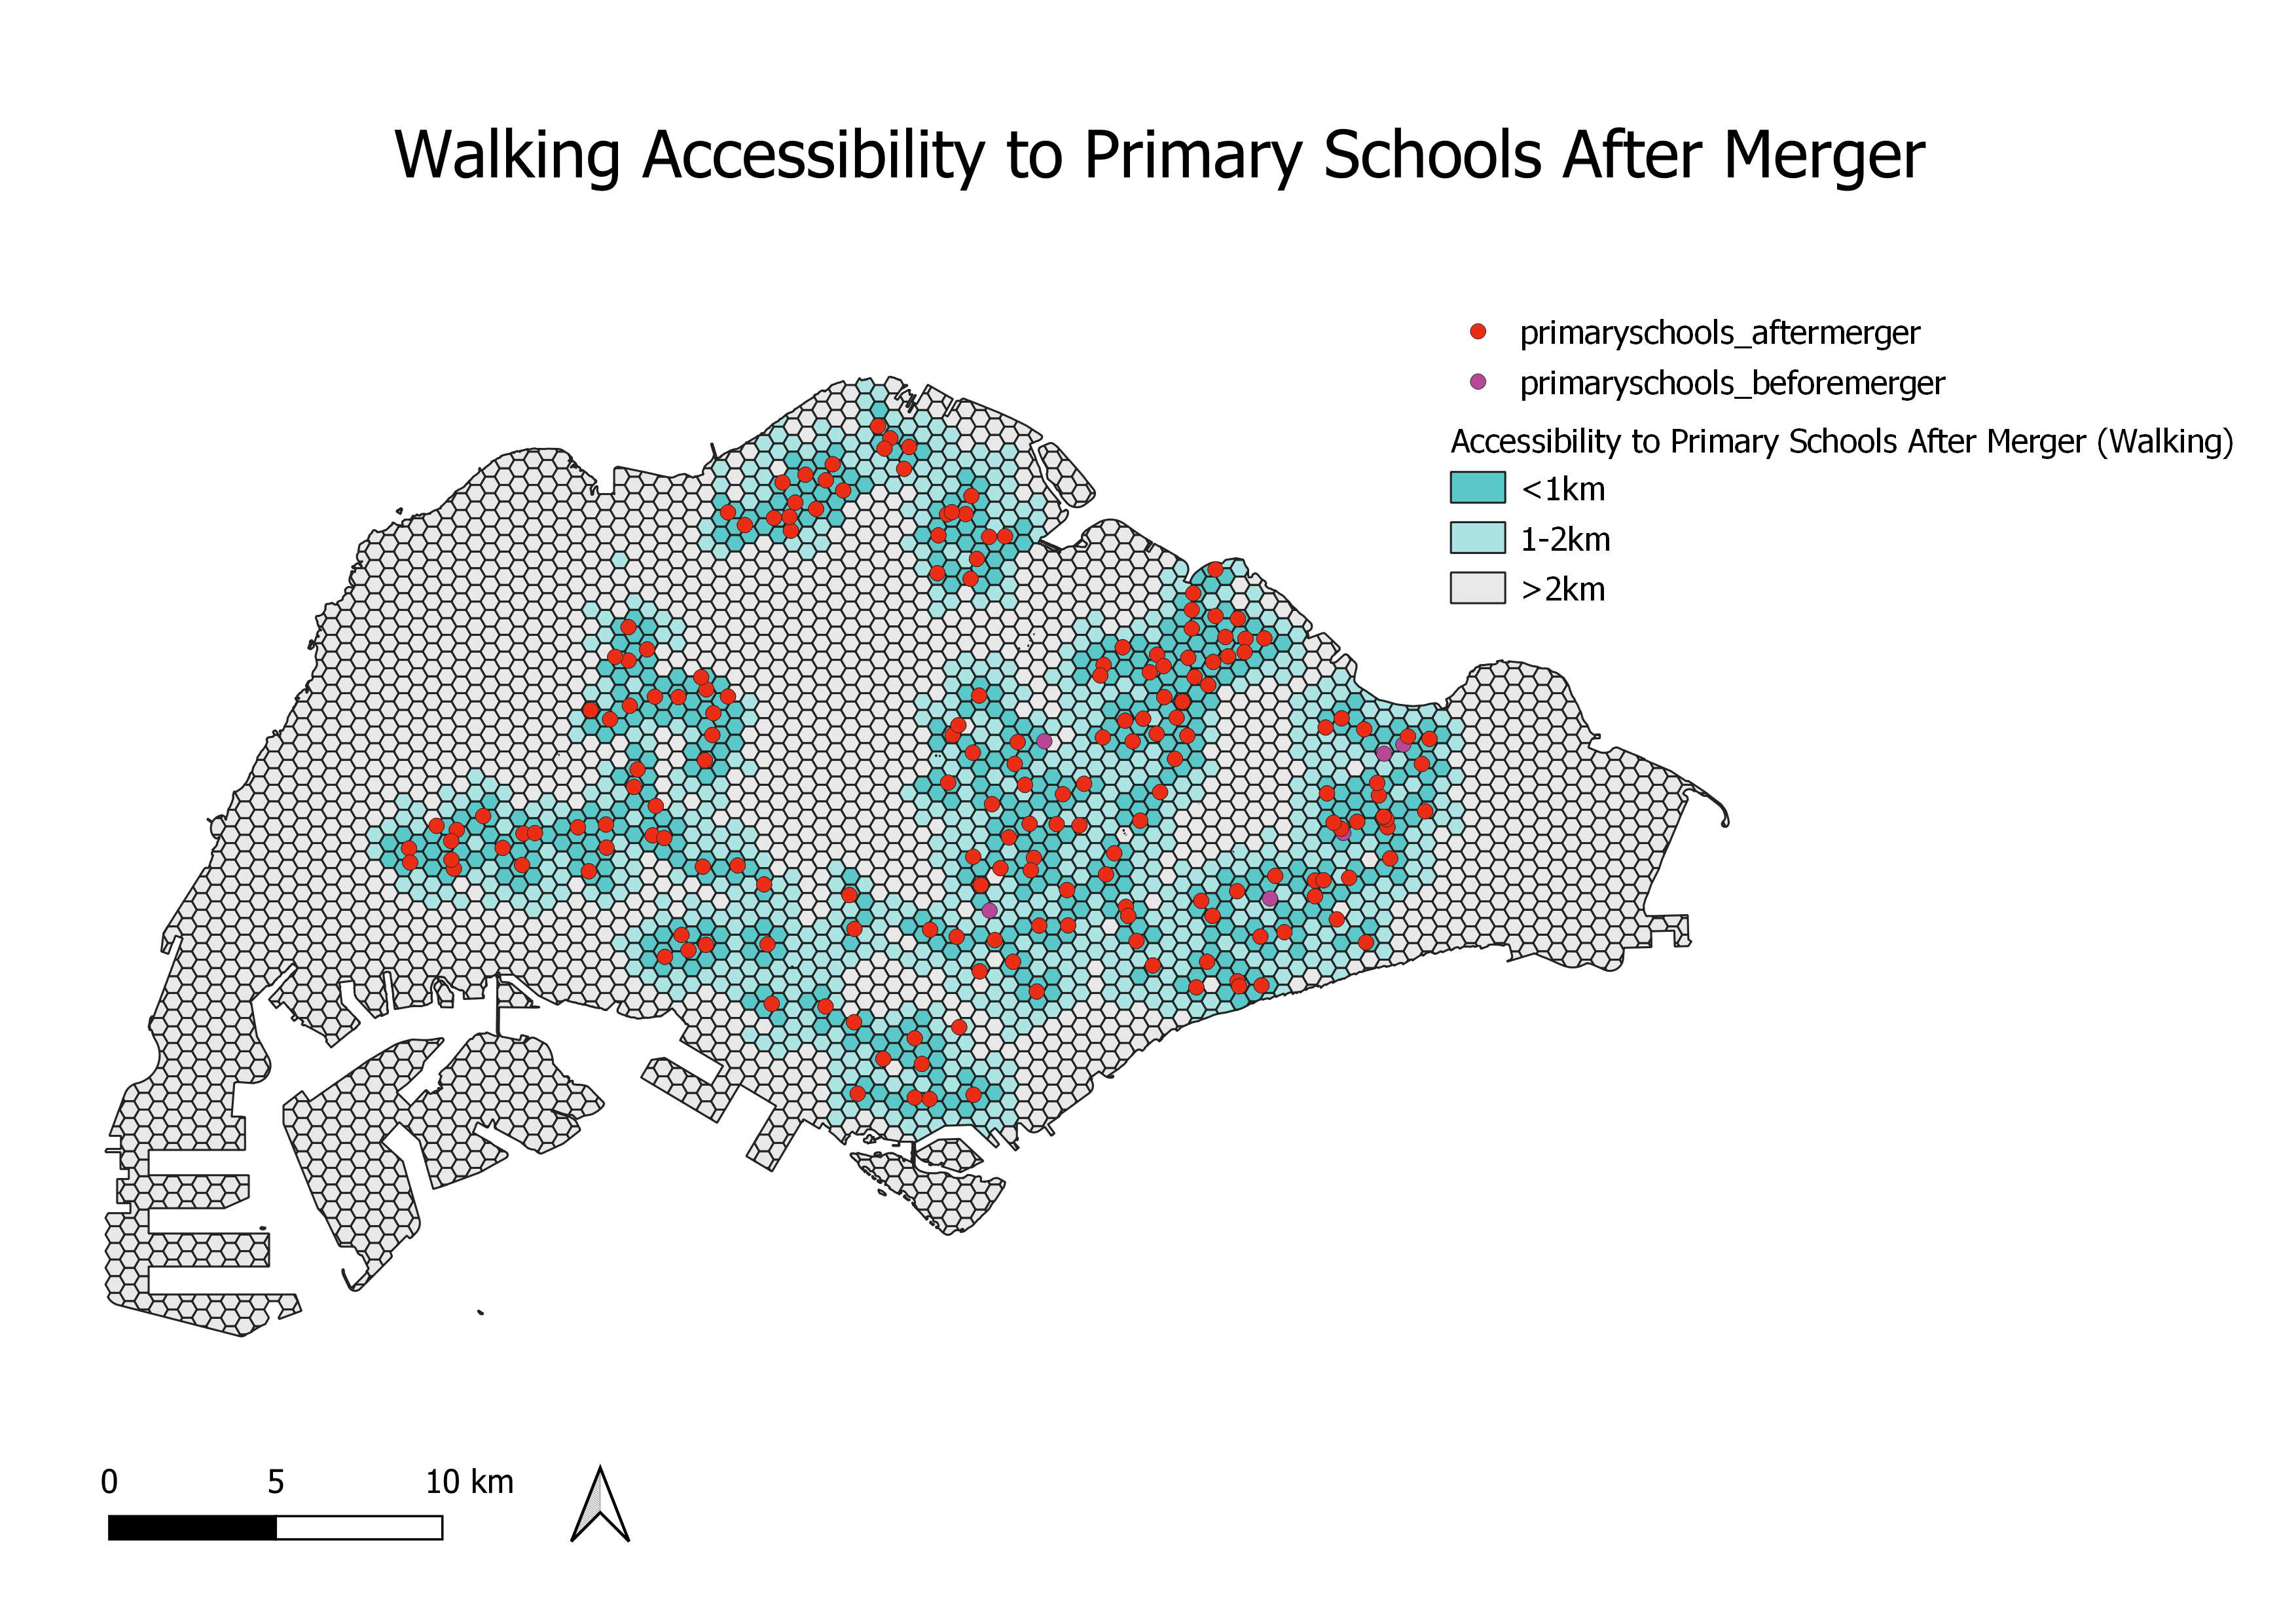 Walking Accessibility to Primary Schools After Merger
primaryschools_aftermerger
primaryschools_beforemerger
Accessibility to Primary Schools After Merger (Walking)
<1km
1-2km
>2km
0 5 10 km